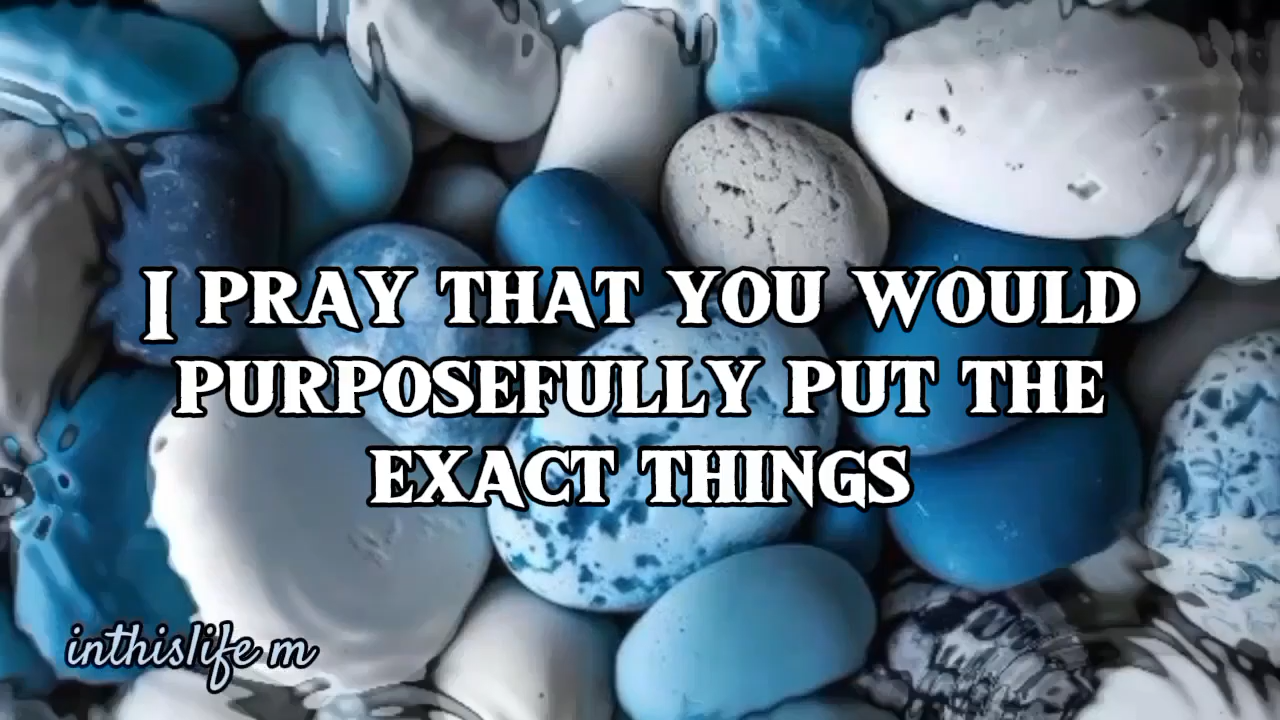 I PRAY THAT YOU WOULD
PURPOSEFULLY PUT THE
EXACT THINGS
inthislife m